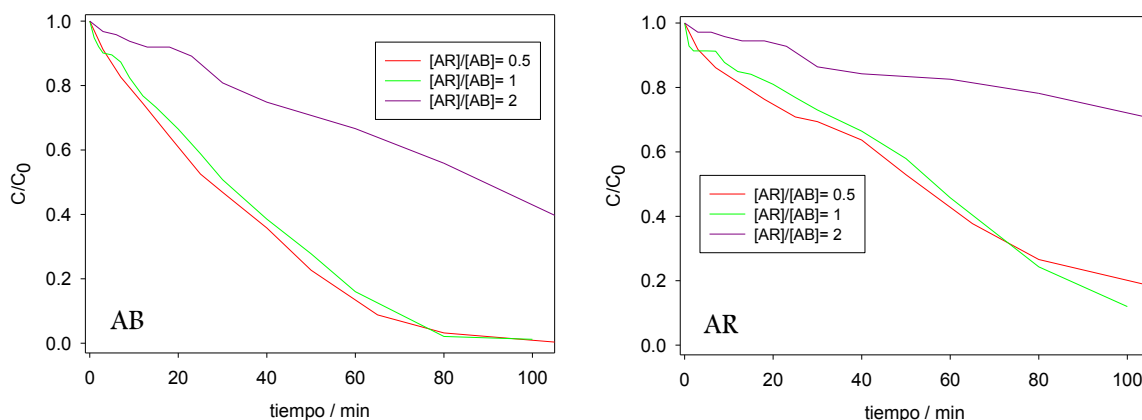 1.0
0.8
0.6
0.4
0.2
0.0
C/C0
[AR]/[AB]= 0.5
[AR]/[AB]= 1
[AR]/[AB]= 2
AB
0 20 40 60 80 100
tiempo / min
1.0
0.8
0.6
0.4
0.2
0.0
C/C0
[AR]/[AB]= 0.5
[AR]/[AB]= 1
[AR]/[AB]= 2
AR
0 20 40 60 80 100
tiempo / min